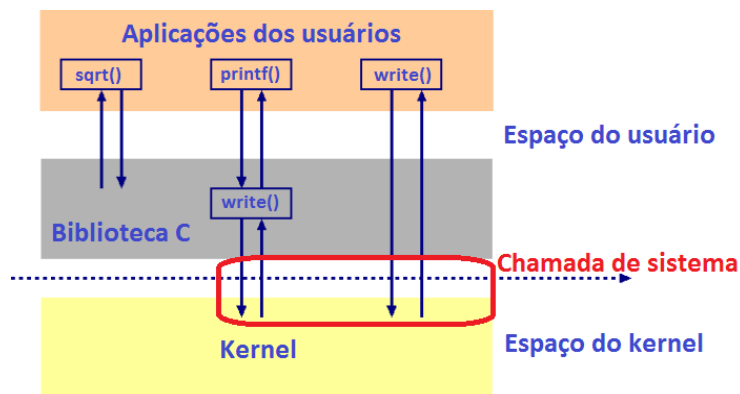 Aplicações dos usuários
sqrt()
printf()
write()
Espaço do usuário
write()
Biblioteca C
Chamada de sistema
Kernel
Espaço do kernel